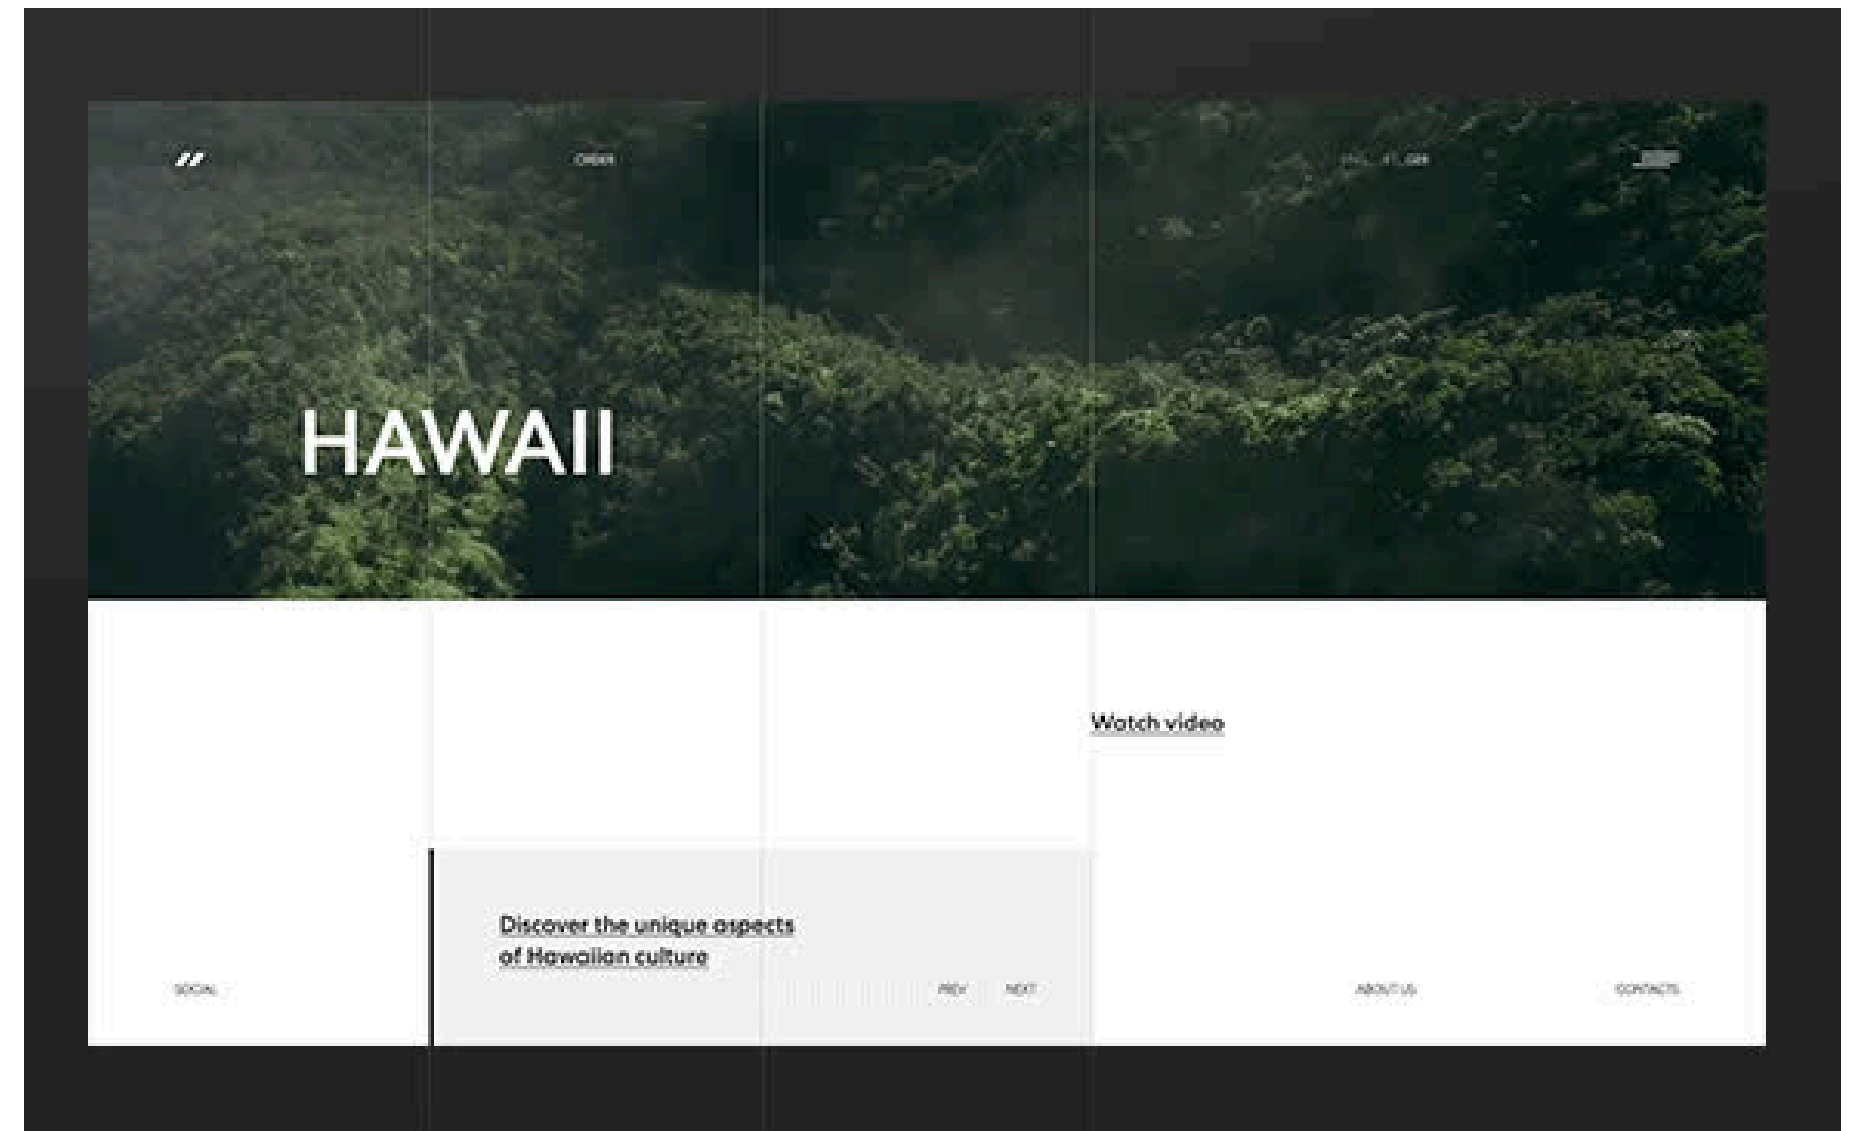 ORDER
HAWAII
Watch video
Discover the unique aspects
of Hawaiian culture
SOCIAL
PREV
NEXT
ABOUT US
CONTACTS